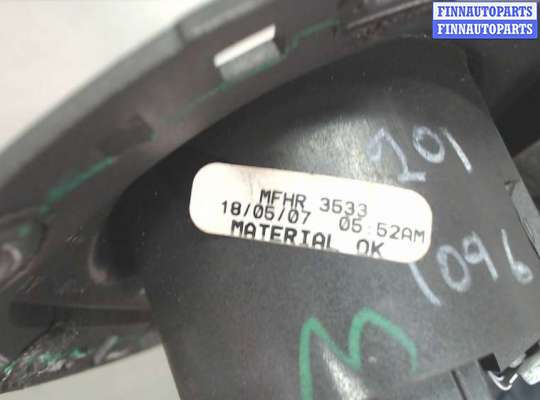 FINNAUTOPARTS
FINNAUTOPARTS
201
MFHR 3533
18/05/07 05:52AM
MATERIAL OK
1096
M